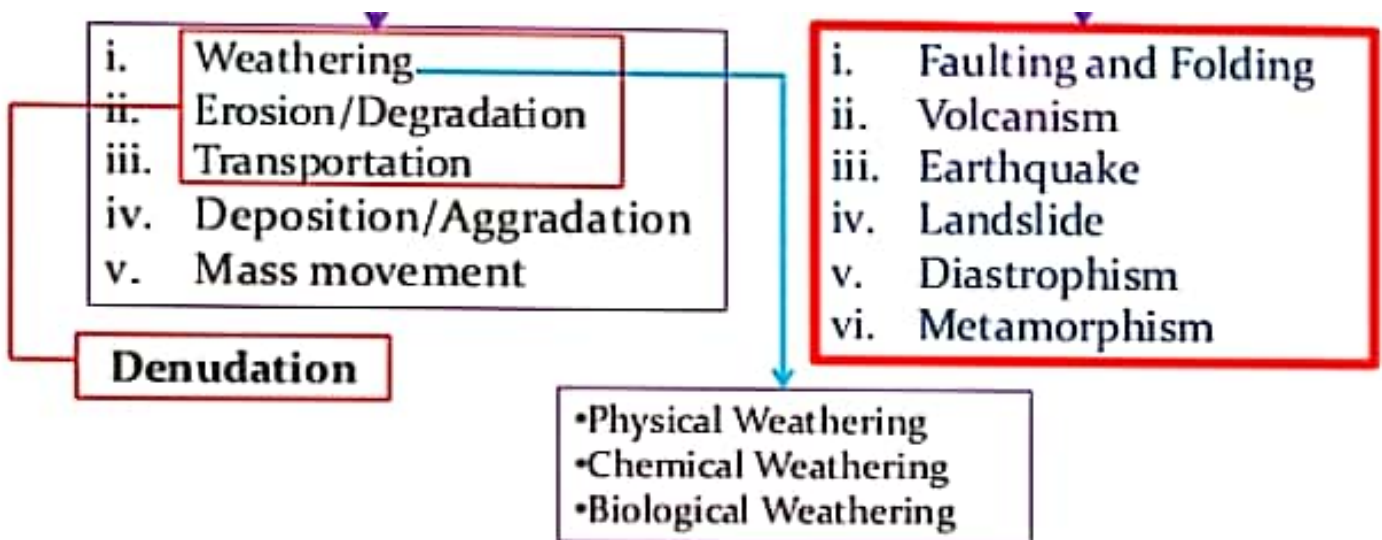 i. Weathering
ii. Erosion/Degradation
iii. Transportation
iv. Deposition/Aggradation
v. Mass movement
Denudation
i. Faulting and Folding
ii. Volcanism
iii. Earthquake
iv. Landslide
v. Diastrophism
vi. Metamorphism
•Physical Weathering
•Chemical Weathering
•Biological Weathering